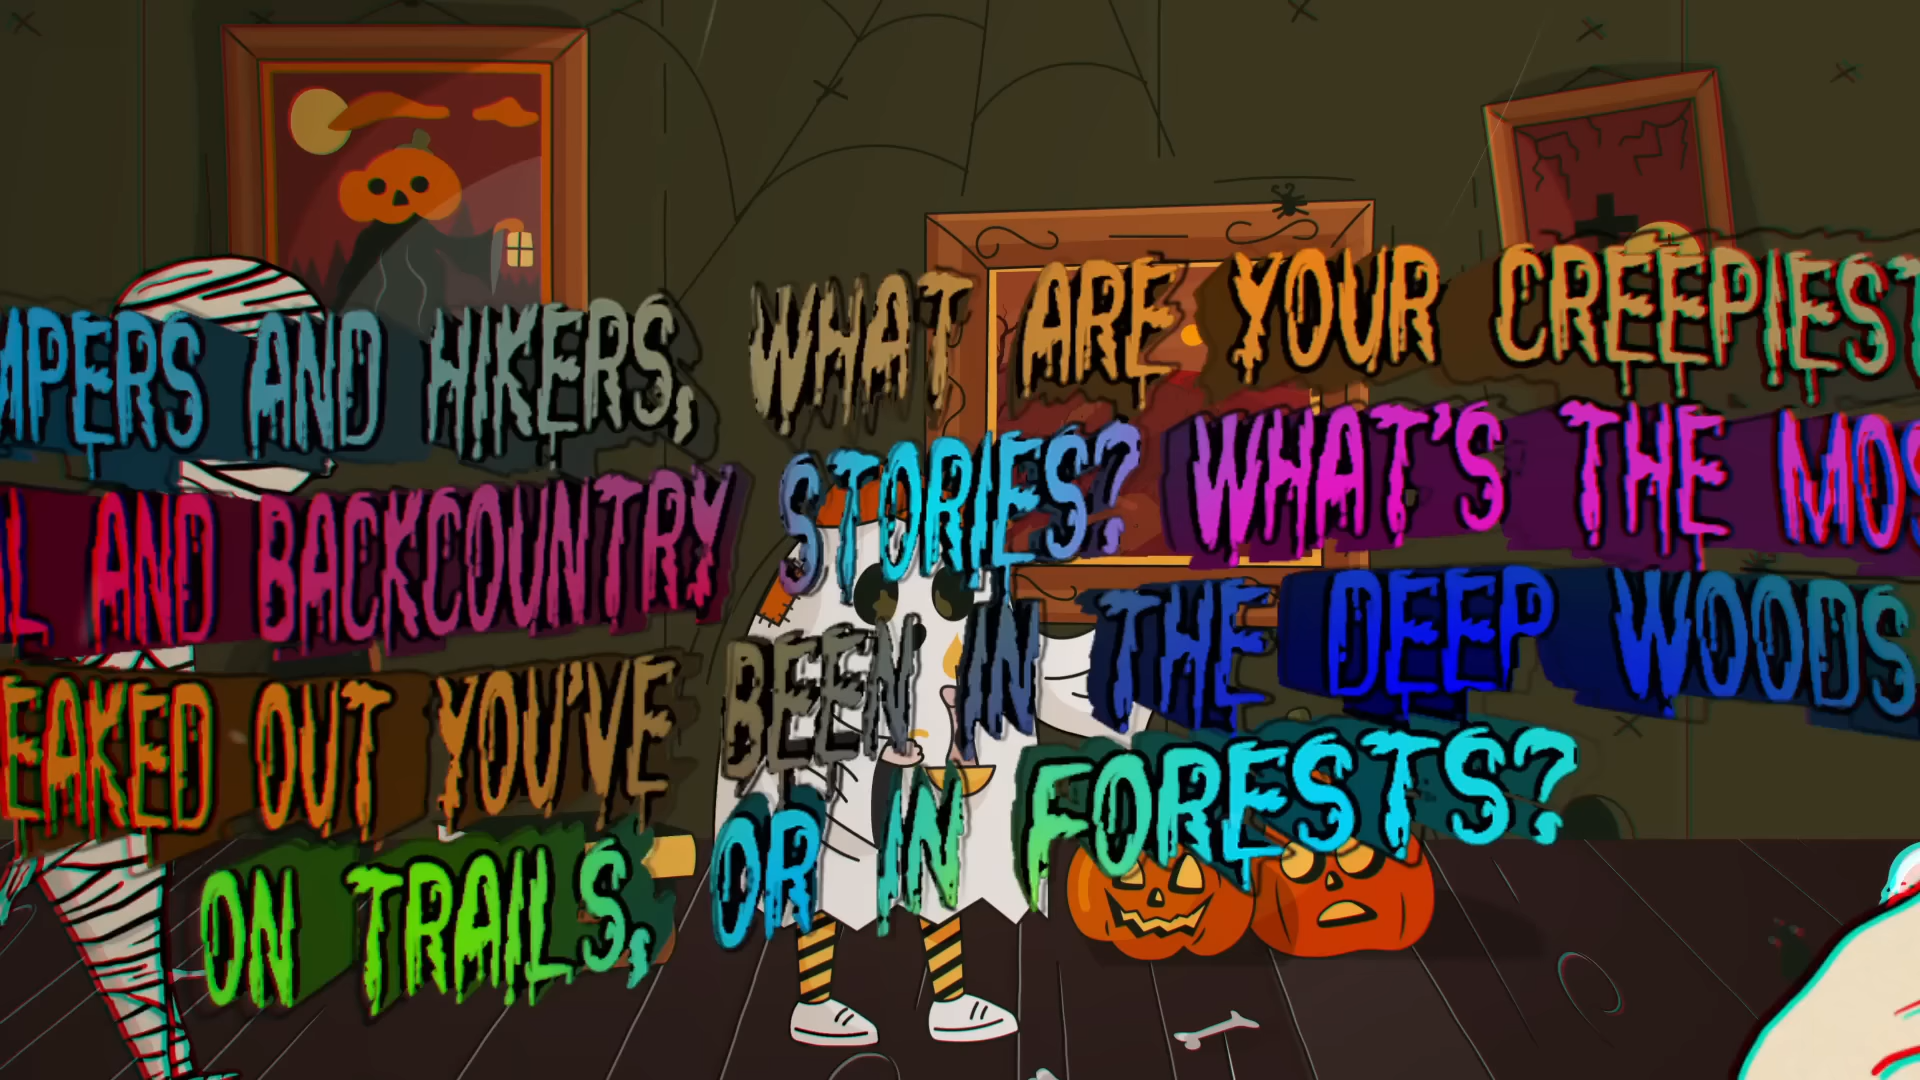 MPERS AND HIKERS, WHAT ARE YOUR CREEPIEST
L AND BACKCOUNTRY STORIES? WHAT'S THE MOS
EAKED OUT YOU'VE BEEN IN THE DEEP WOODS,
ON TRAILS, OR IN FORESTS?